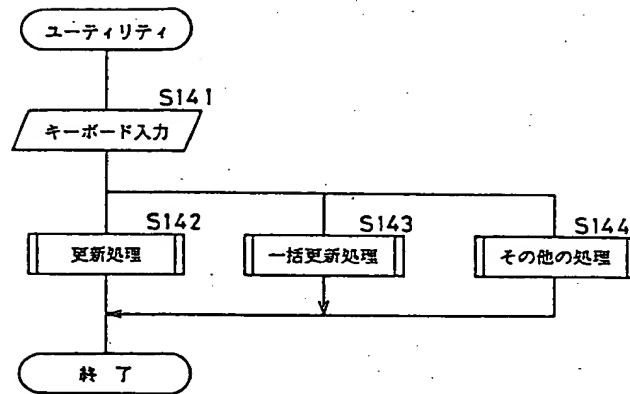 ユーティリティ
S141
キーボード入力
S142
更新処理
S143
一括更新処理
S144
その他の処理
終了